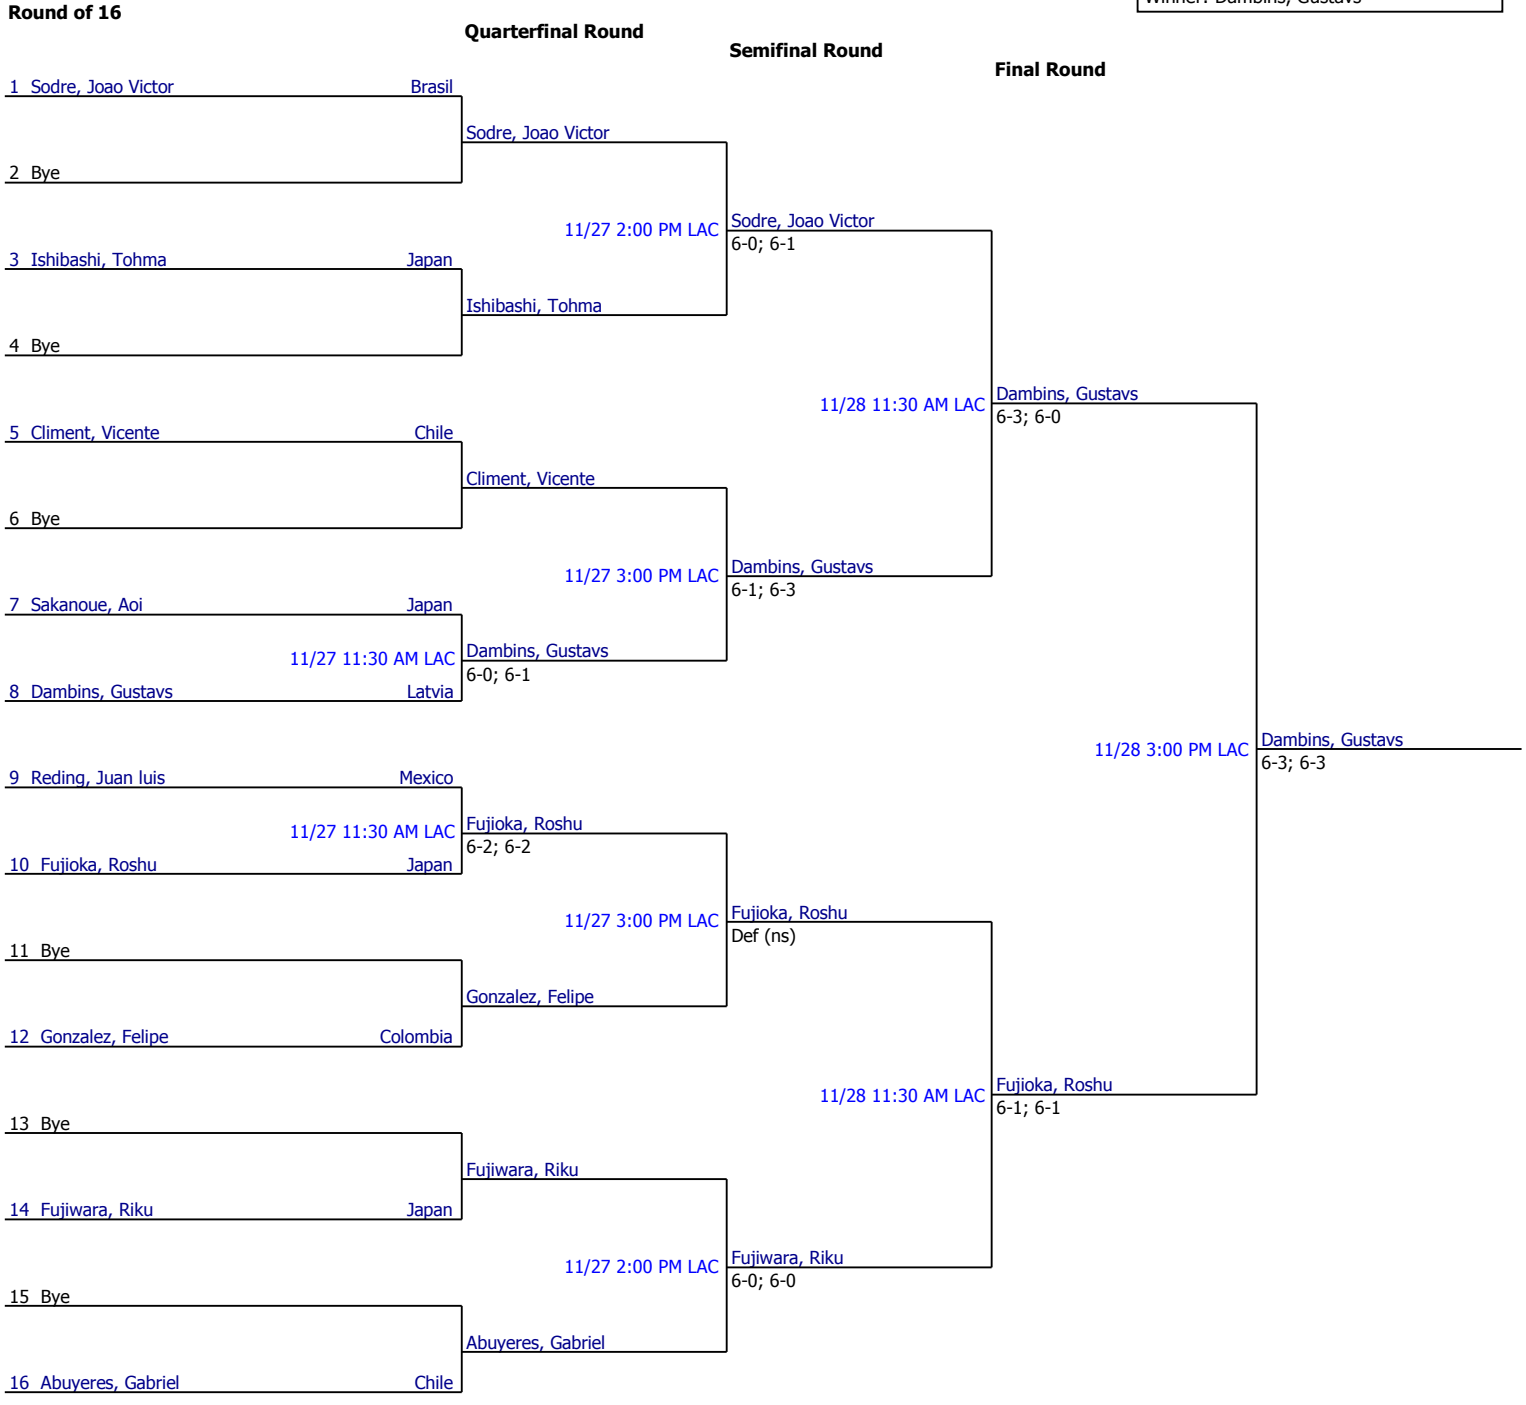 Winner: Dambins, Gustavs
Round of 16
Quarterfinal Round
Semifinal Round
Final Round
1 Sodre, Joao Victor Brasil
Sodre, Joao Victor
2 Bye
11/27 2:00 PM LAC Sodre, Joao Victor
6-0; 6-1
3 Ishibashi, Tohma Japan
Ishibashi, Tohma
4 Bye
11/28 11:30 AM LAC Dambins, Gustavs
6-3; 6-0
5 Climent, Vicente Chile
Climent, Vicente
6 Bye
11/27 3:00 PM LAC Dambins, Gustavs
6-1; 6-3
7 Sakanoue, Aoi Japan
11/27 11:30 AM LAC Dambins, Gustavs
6-0; 6-1
8 Dambins, Gustavs Latvia
11/28 3:00 PM LAC Dambins, Gustavs
6-3; 6-3
9 Reding, Juan luis Mexico
11/27 11:30 AM LAC Fujioka, Roshu
6-2; 6-2
10 Fujioka, Roshu Japan
11/27 3:00 PM LAC Fujioka, Roshu
Def (ns)
11 Bye
Gonzalez, Felipe
12 Gonzalez, Felipe Colombia
11/28 11:30 AM LAC Fujioka, Roshu
6-1; 6-1
13 Bye
Fujiwara, Riku
14 Fujiwara, Riku Japan
11/27 2:00 PM LAC Fujiwara, Riku
6-0; 6-0
15 Bye
Abuyeres, Gabriel
16 Abuyeres, Gabriel Chile